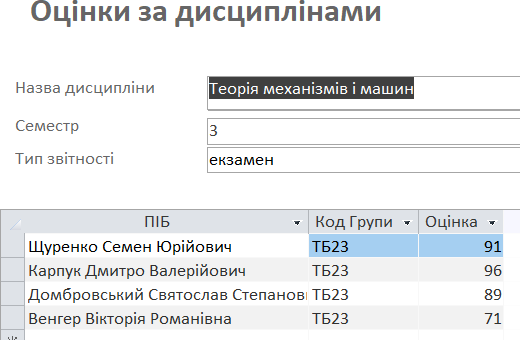 Оцінки за дисциплінами
Назва дисципліни Теорія механізмів і машин
Семестр 3
Тип звітності екзамен
ПІБ Код Групи Оцінка
Щуренко Семен Юрійович ТБ23 91
Карпук Дмитро Валерійович ТБ23 96
Домбровський Святослав Степанови ТБ23 89
Венгер Вікторія Романівна ТБ23 71